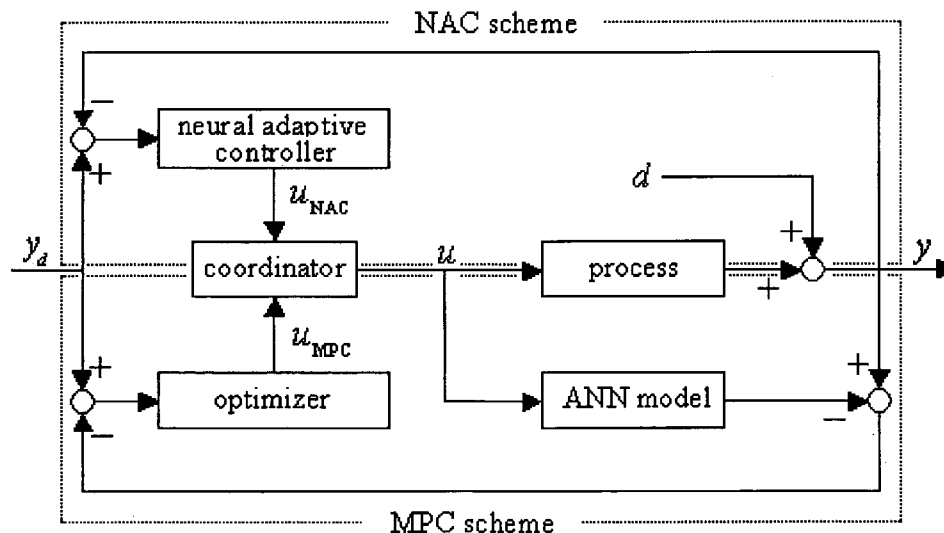 NAC scheme
−
neural adaptive
controller
+
u_NAC
d
y_d
+
coordinator
u
process
+
y
u_MPC
+
optimizer
−
ANN model
+
−
MPC scheme